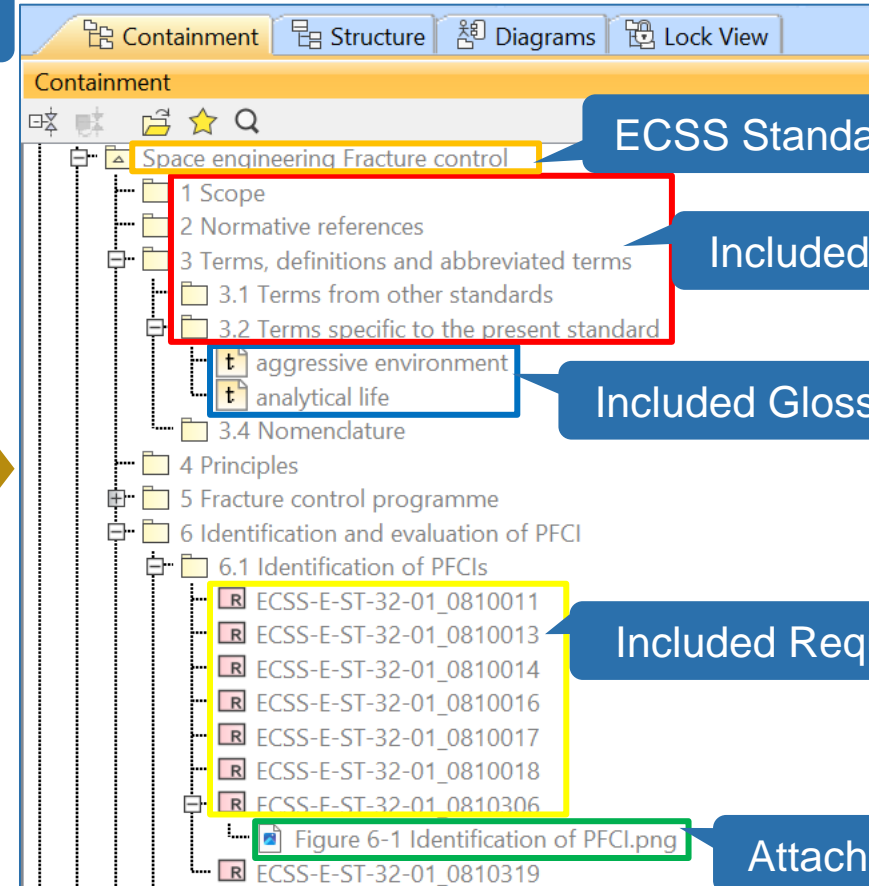 Containment Structure Diagrams Lock View
Containment
ECSS Standa
Space engineering Fracture control
1 Scope
2 Normative references
Included
3 Terms, definitions and abbreviated terms
3.1 Terms from other standards
3.2 Terms specific to the present standard
t aggressive environment
Included Gloss
t analytical life
3.4 Nomenclature
4 Principles
5 Fracture control programme
6 Identification and evaluation of PFCI
6.1 Identification of PFCIs
R ECSS-E-ST-32-01_0810011
R ECSS-E-ST-32-01_0810013
Included Req
R ECSS-E-ST-32-01_0810014
R ECSS-E-ST-32-01_0810016
R ECSS-E-ST-32-01_0810017
R ECSS-E-ST-32-01_0810018
R ECSS-E-ST-32-01_0810306
Figure 6-1 Identification of PFCI.png
Attach
R ECSS-E-ST-32-01_0810319